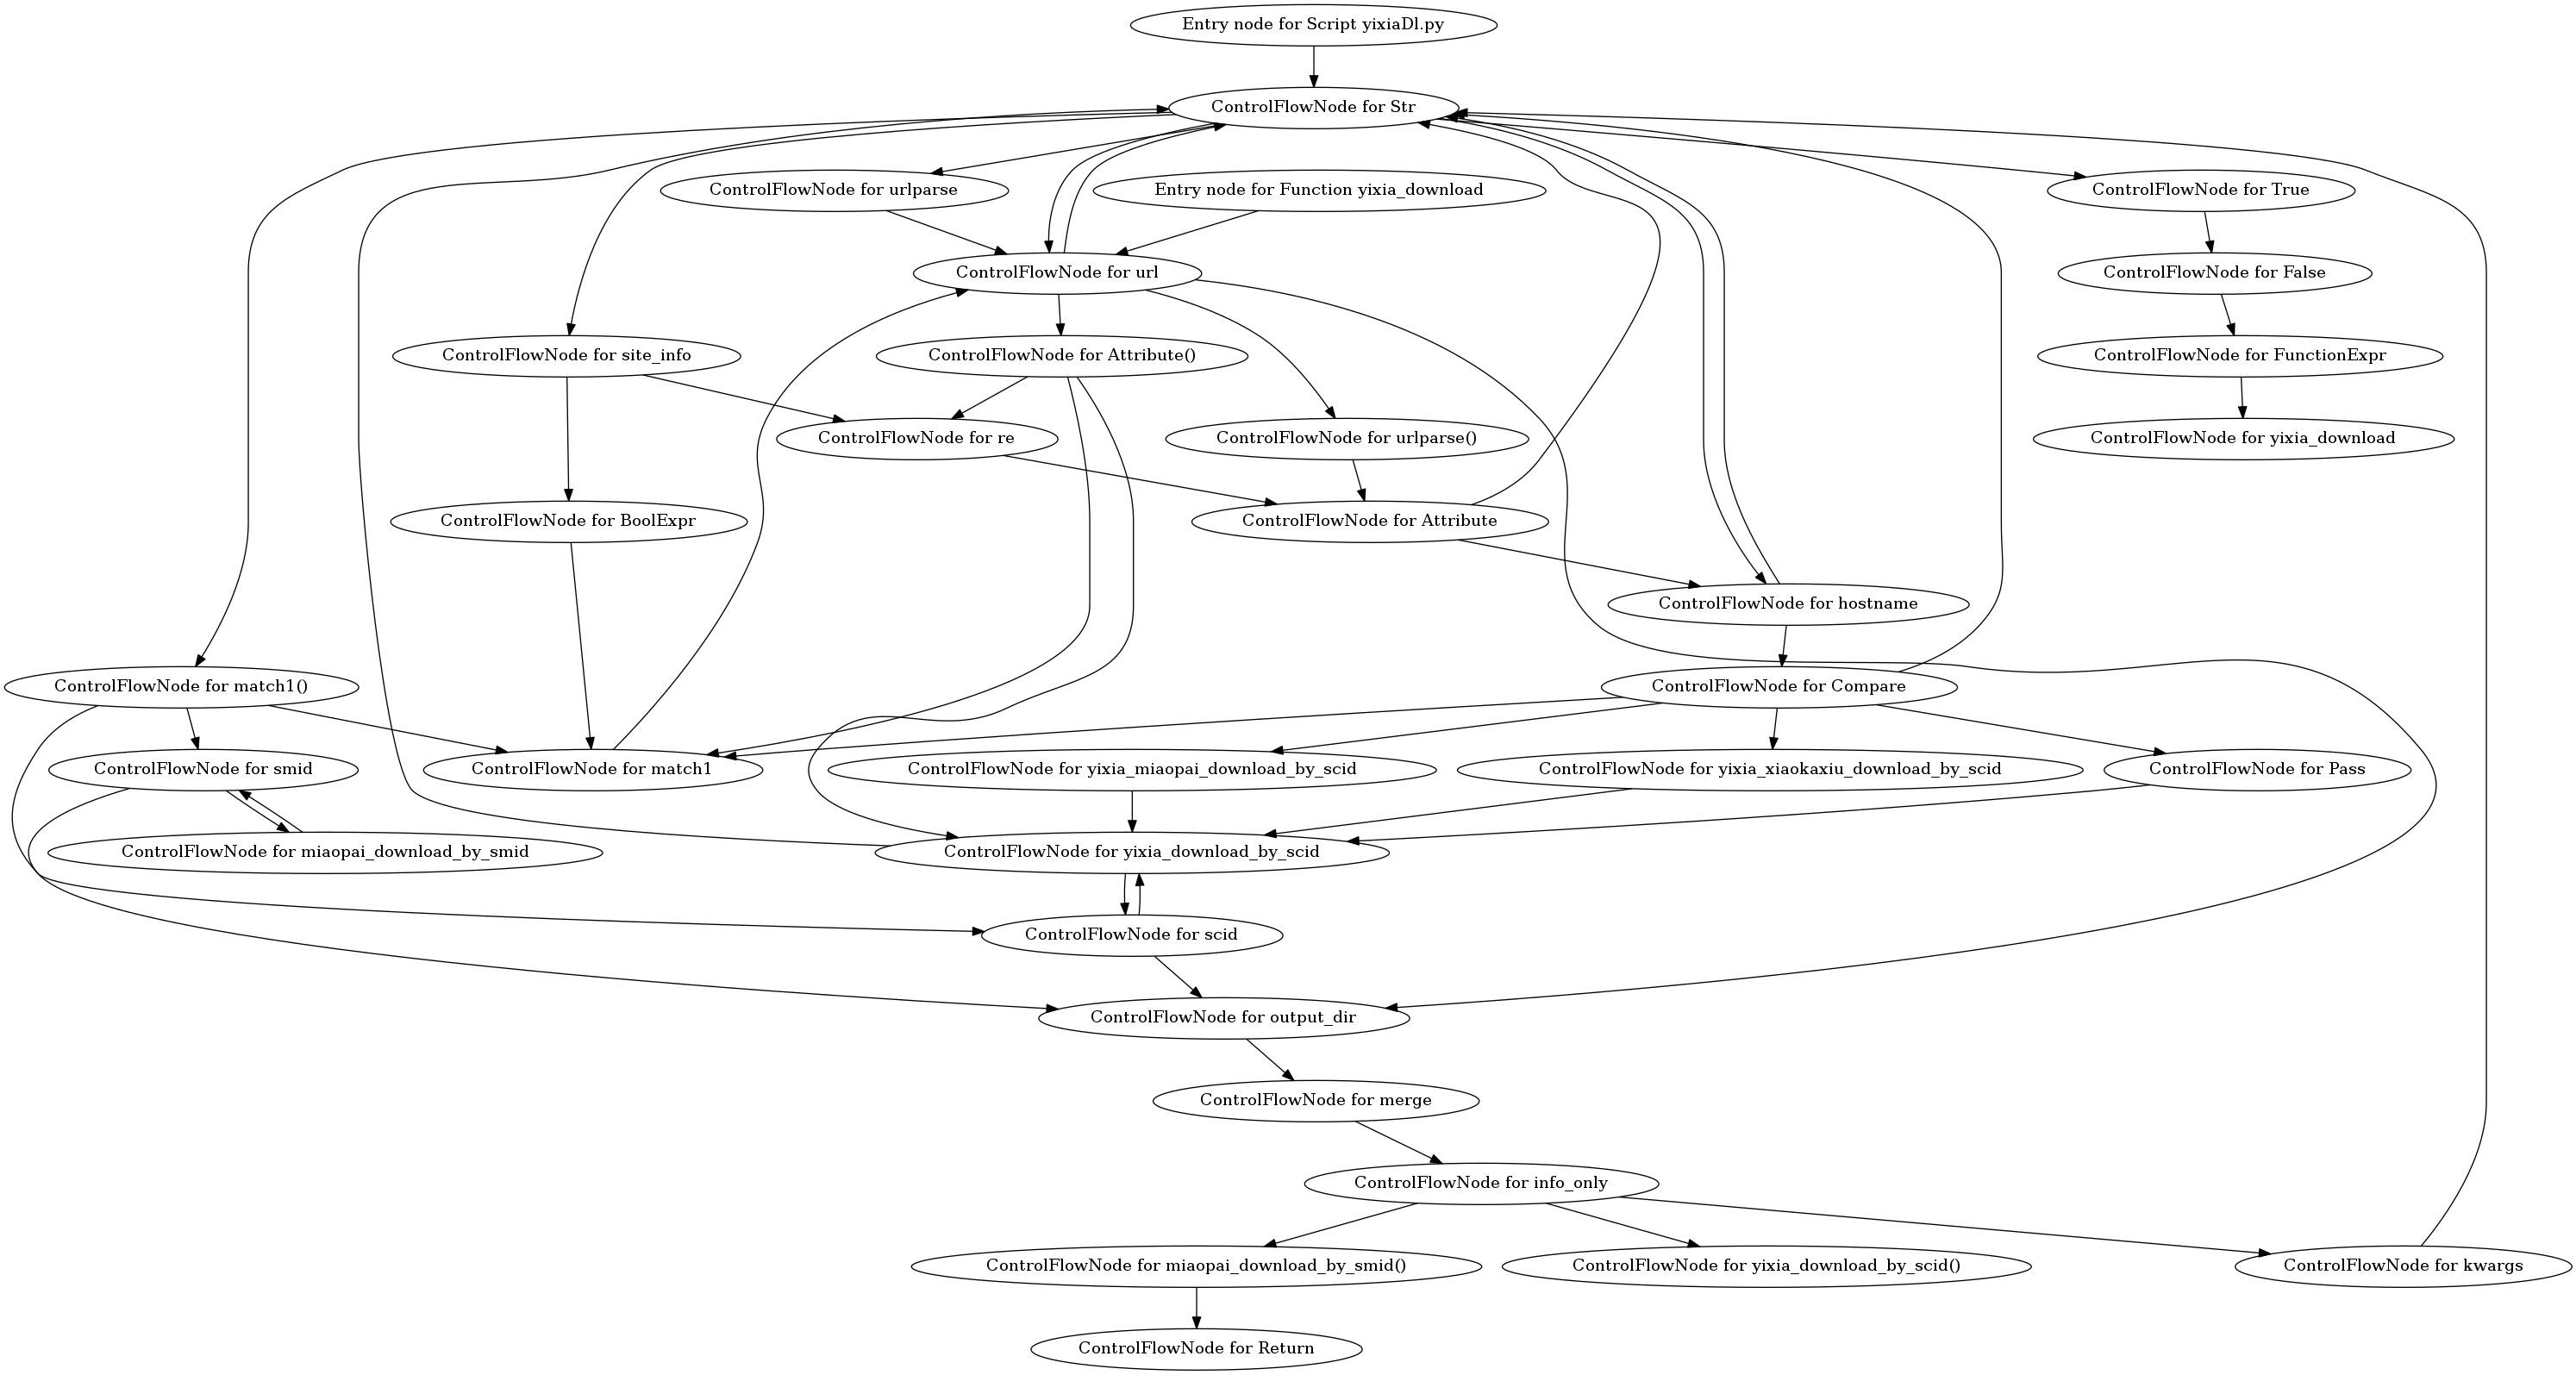 Entry node for Script yixiaDl.py
ControlFlowNode for Str
ControlFlowNode for urlparse
Entry node for Function yixia_download
ControlFlowNode for True
ControlFlowNode for url
ControlFlowNode for False
ControlFlowNode for site_info
ControlFlowNode for Attribute()
ControlFlowNode for FunctionExpr
ControlFlowNode for re
ControlFlowNode for urlparse()
ControlFlowNode for yixia_download
ControlFlowNode for BoolExpr
ControlFlowNode for Attribute
ControlFlowNode for hostname
ControlFlowNode for match1()
ControlFlowNode for Compare
ControlFlowNode for smid
ControlFlowNode for match1
ControlFlowNode for yixia_miaopai_download_by_scid
ControlFlowNode for yixia_xiaokaxiu_download_by_scid
ControlFlowNode for Pass
ControlFlowNode for miaopai_download_by_smid
ControlFlowNode for yixia_download_by_scid
ControlFlowNode for scid
ControlFlowNode for output_dir
ControlFlowNode for merge
ControlFlowNode for info_only
ControlFlowNode for miaopai_download_by_smid()
ControlFlowNode for yixia_download_by_scid()
ControlFlowNode for kwargs
ControlFlowNode for Return